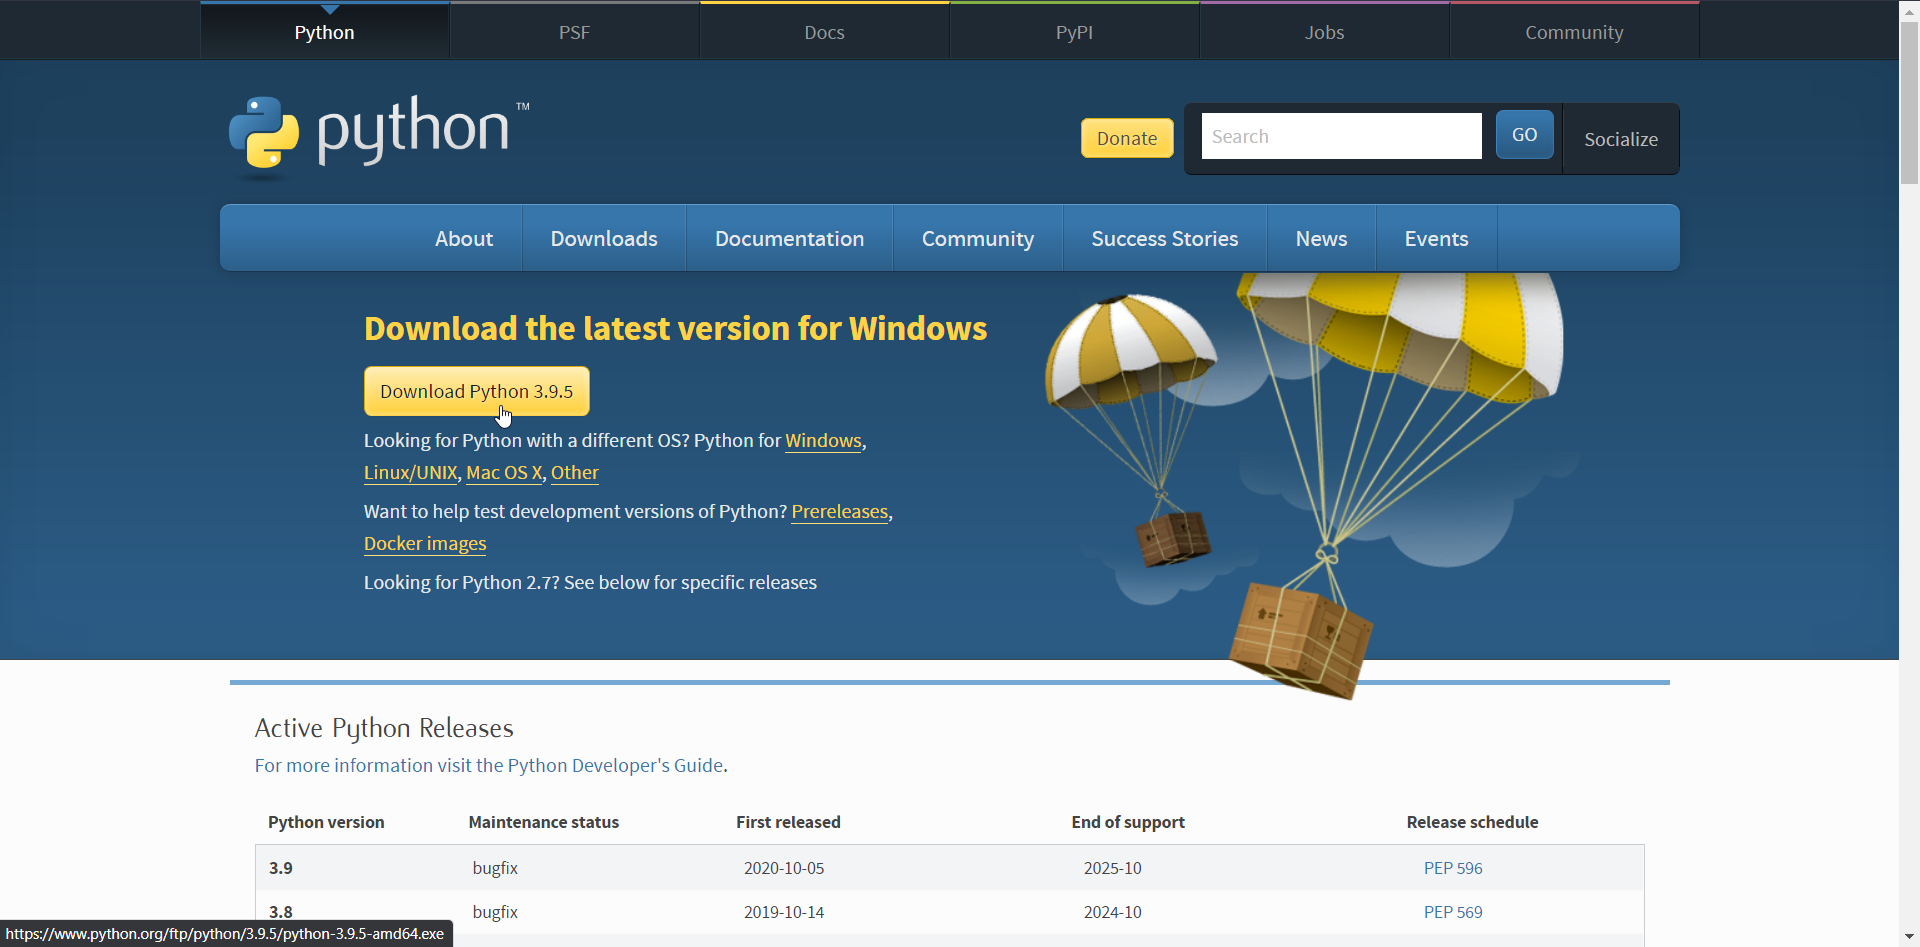 Python PSF Docs PyPI Jobs Community
python™
Donate Search GO Socialize
About Downloads Documentation Community Success Stories News Events
Download the latest version for Windows
Download Python 3.9.5
Looking for Python with a different OS? Python for Windows,
Linux/UNIX, Mac OS X, Other
Want to help test development versions of Python? Prereleases,
Docker images
Looking for Python 2.7? See below for specific releases
Active Python Releases
For more information visit the Python Developer's Guide.
Python version Maintenance status First released End of support Release schedule
3.9 bugfix 2020-10-05 2025-10 PEP 596
3.8 bugfix 2019-10-14 2024-10 PEP 569
https://www.python.org/ftp/python/3.9.5/python-3.9.5-amd64.exe